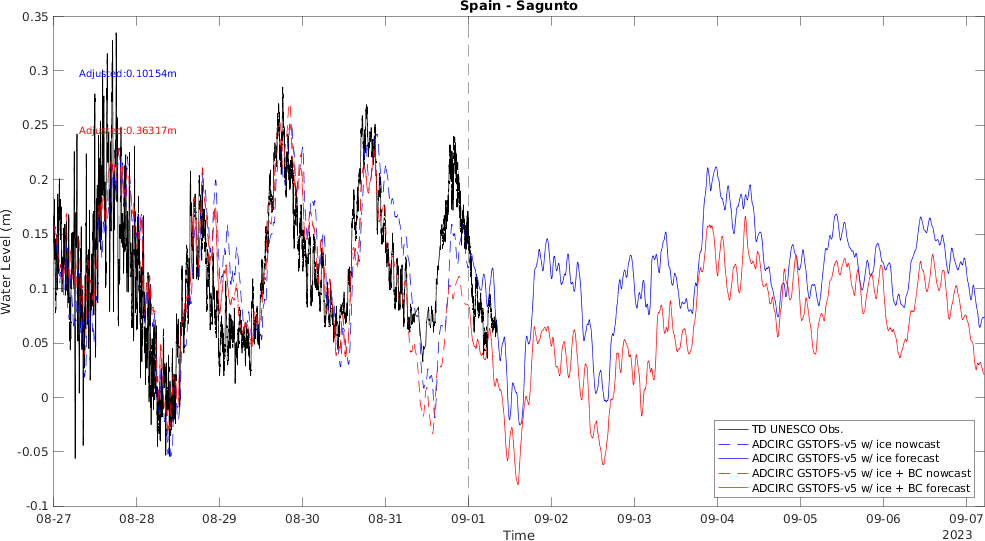 Spain - Sagunto
0.35
0.3
0.25
0.2
0.15
0.1
0.05
0
-0.05
-0.1
Water Level (m)
Adjusted:0.10154m
Adjusted:0.36317m
TD UNESCO Obs.
ADCIRC GSTOFS-v5 w/ ice nowcast
ADCIRC GSTOFS-v5 w/ ice forecast
ADCIRC GSTOFS-v5 w/ ice + BC nowcast
ADCIRC GSTOFS-v5 w/ ice + BC forecast
08-27 08-28 08-29 08-30 08-31 09-01 09-02 09-03 09-04 09-05 09-06 09-07
Time
2023